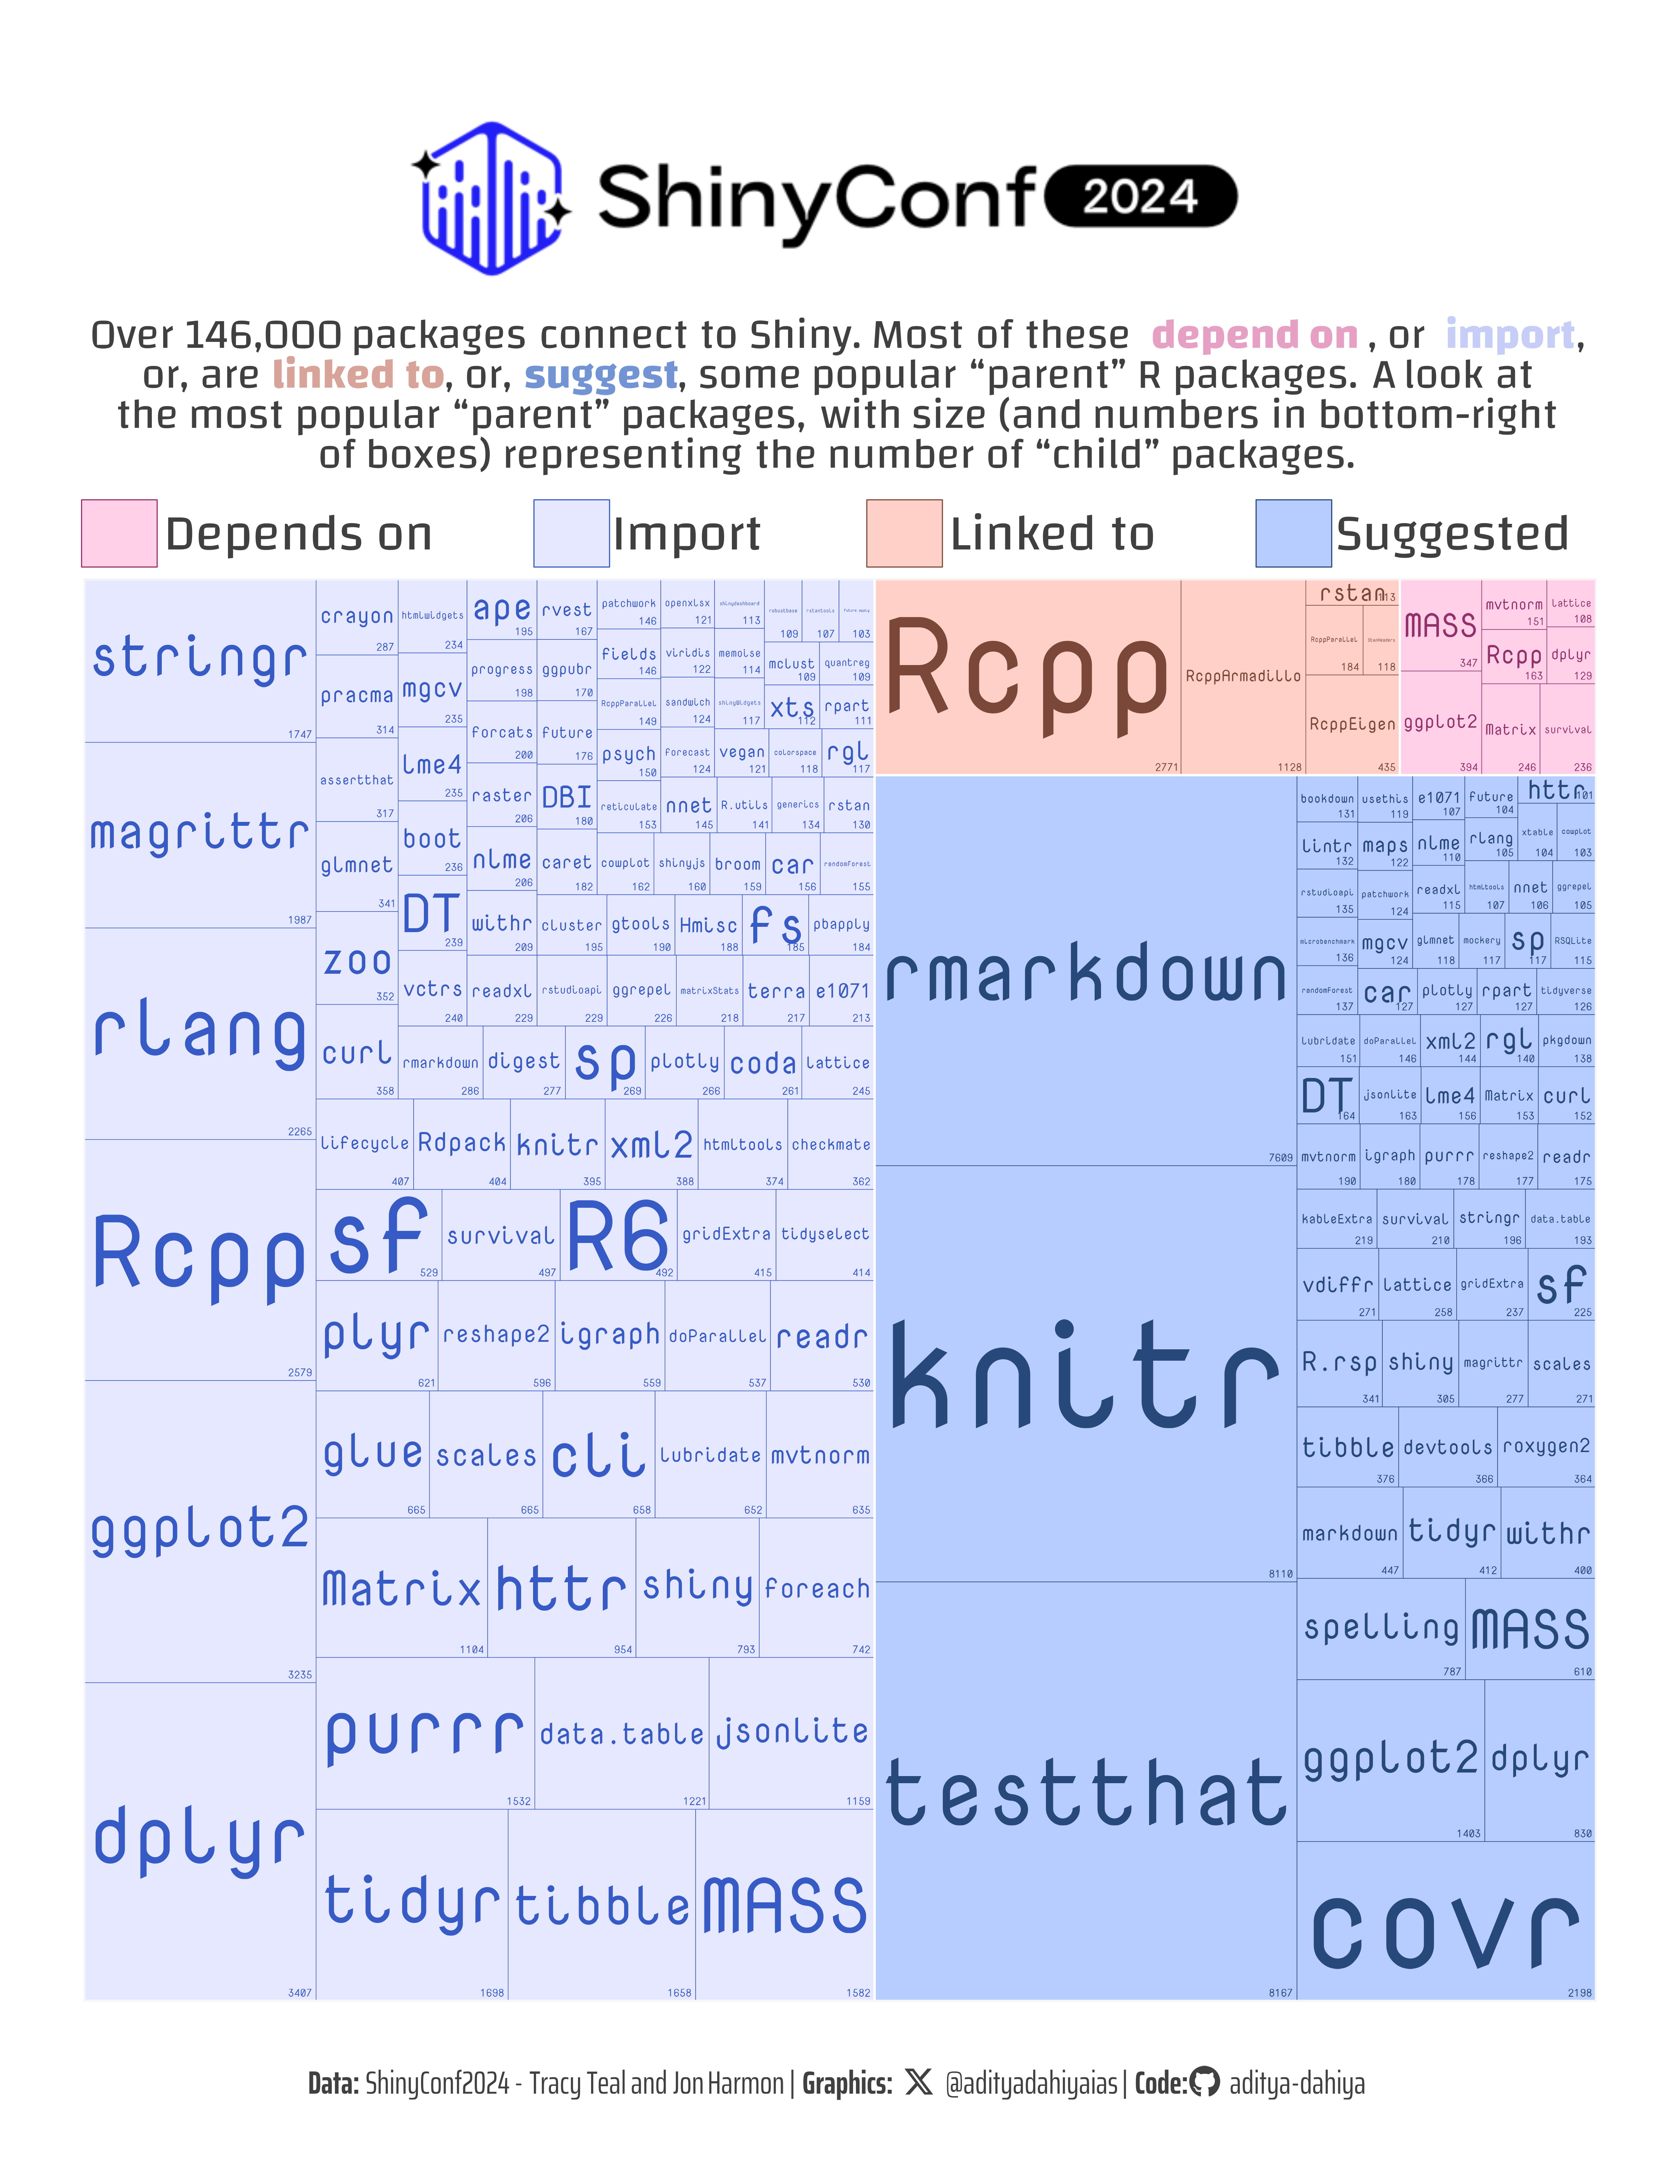 ShinyConf 2024
Over 146,000 packages connect to Shiny. Most of these depend on , or import,
or, are linked to, or, suggest, some popular “parent” R packages. A look at
the most popular “parent” packages, with size (and numbers in bottom-right
of boxes) representing the number of “child” packages.
Depends on Import Linked to Suggested
stringr
1747
magrittr
1987
rlang
2265
Rcpp
2579
ggplot2
3235
dplyr
3407
crayon
287
pracma
314
assertthat
317
glmnet
341
zoo
352
curl
358
htmlwidgets
234
mgcv
235
lme4
235
boot
236
DT
239
vctrs
240
ape
195
progress
198
forcats
200
raster
206
nlme
206
withr
209
readxl
229
rvest
167
ggpubr
170
future
176
DBI
180
caret
182
cluster
195
rstudioapi
229
patchwork
146
fields
146
RcppParallel
149
psych
150
reticulate
153
cowplot
162
gtools
190
ggrepel
226
openxlsx
121
viridis
122
sandwich
124
forecast
124
nnet
145
shinyjs
160
Hmisc
188
matrixStats
218
shinydashboard
113
memoise
114
shinyWidgets
117
vegan
121
R.utils
141
broom
159
fs
185
terra
217
robustbase
109
rstantools
107
future.apply
103
mclust
109
quantreg
109
xts
112
rpart
111
colorspace
118
rgl
117
generics
134
rstan
130
car
156
randomForest
155
pbapply
184
e1071
213
rmarkdown
286
digest
277
sp
269
plotly
266
coda
261
lattice
245
lifecycle
407
Rdpack
404
knitr
395
xml2
388
htmltools
374
checkmate
362
sf
529
survival
497
R6
492
gridExtra
415
tidyselect
414
plyr
621
reshape2
596
igraph
559
doParallel
537
readr
530
glue
665
scales
665
cli
658
lubridate
652
mvtnorm
635
Matrix
1104
httr
954
shiny
793
foreach
742
purrr
1532
data.table
1221
jsonlite
1159
tidyr
1698
tibble
1658
MASS
1582
Rcpp
2771
RcppArmadillo
1128
rstan
113
RcppParallel
184
StanHeaders
118
RcppEigen
435
MASS
347
ggplot2
394
mvtnorm
151
lattice
108
Rcpp
163
dplyr
129
Matrix
246
survival
236
rmarkdown
7609
knitr
8110
testthat
8167
bookdown
131
usethis
119
e1071
107
future
104
httr
101
lintr
132
maps
122
nlme
110
rlang
105
xtable
104
cowplot
103
rstudioapi
135
patchwork
124
readxl
115
htmltools
107
nnet
106
ggrepel
105
microbenchmark
136
mgcv
124
glmnet
118
mockery
117
sp
117
RSQLite
115
randomForest
137
car
127
plotly
127
rpart
127
tidyverse
126
lubridate
151
doParallel
146
xml2
144
rgl
140
pkgdown
138
DT
164
jsonlite
163
lme4
156
Matrix
153
curl
152
mvtnorm
190
igraph
180
purrr
178
reshape2
177
readr
175
kableExtra
219
survival
210
stringr
196
data.table
193
vdiffr
271
lattice
258
gridExtra
237
sf
225
R.rsp
341
shiny
305
magrittr
277
scales
271
tibble
376
devtools
366
roxygen2
364
markdown
447
tidyr
412
withr
400
spelling
787
MASS
610
ggplot2
1403
dplyr
830
covr
2198
Data: ShinyConf2024 - Tracy Teal and Jon Harmon | Graphics: X @adityadahiyaias | Code: aditya-dahiya